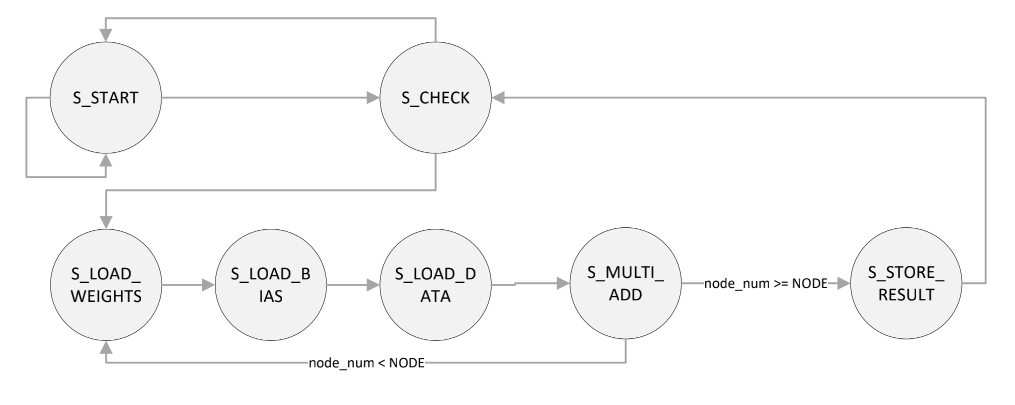 S_START
S_CHECK
S_LOAD_
WEIGHTS
S_LOAD_B
IAS
S_LOAD_D
ATA
S_MULTI_
ADD
node_num >= NODE
S_STORE_
RESULT
node_num < NODE